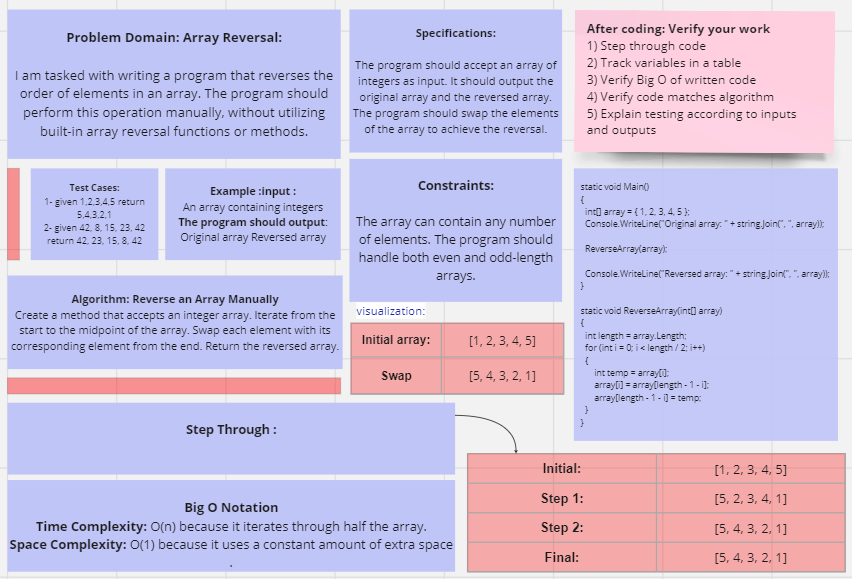 Problem Domain: Array Reversal:
I am tasked with writing a program that reverses the
order of elements in an array. The program should
perform this operation manually, without utilizing
built-in array reversal functions or methods.
Specifications:
The program should accept an array of
integers as input. It should output the
original array and the reversed array.
The program should swap the elements
of the array to achieve the reversal.
After coding: Verify your work
1) Step through code
2) Track variables in a table
3) Verify Big O of written code
4) Verify code matches algorithm
5) Explain testing according to inputs
and outputs
Test Cases:
1- given 1,2,3,4,5 return
5,4,3,2,1
2- given 42, 8, 15, 23, 42
return 42, 23, 15, 8, 42
Example :input :
An array containing integers
The program should output:
Original array Reversed array
Constraints:
The array can contain any number
of elements. The program should
handle both even and odd-length
arrays.
static void Main()
{
int[] array = { 1, 2, 3, 4, 5 };
Console.WriteLine("Original array: " + string.Join(", ", array));
ReverseArray(array);
Console.WriteLine("Reversed array: " + string.Join(", ", array));
}
static void ReverseArray(int[] array)
{
int length = array.Length;
for (int i = 0; i < length / 2; i++)
{
int temp = array[i];
array[i] = array[length - 1 - i];
array[length - 1 - i] = temp;
}
}
Algorithm: Reverse an Array Manually
Create a method that accepts an integer array. Iterate from the
start to the midpoint of the array. Swap each element with its
corresponding element from the end. Return the reversed array.
visualization:
Initial array: [1, 2, 3, 4, 5]
Swap [5, 4, 3, 2, 1]
Step Through :
Big O Notation
Time Complexity: O(n) because it iterates through half the array.
Space Complexity: O(1) because it uses a constant amount of extra space
.
Initial: [1, 2, 3, 4, 5]
Step 1: [5, 2, 3, 4, 1]
Step 2: [5, 4, 3, 2, 1]
Final: [5, 4, 3, 2, 1]